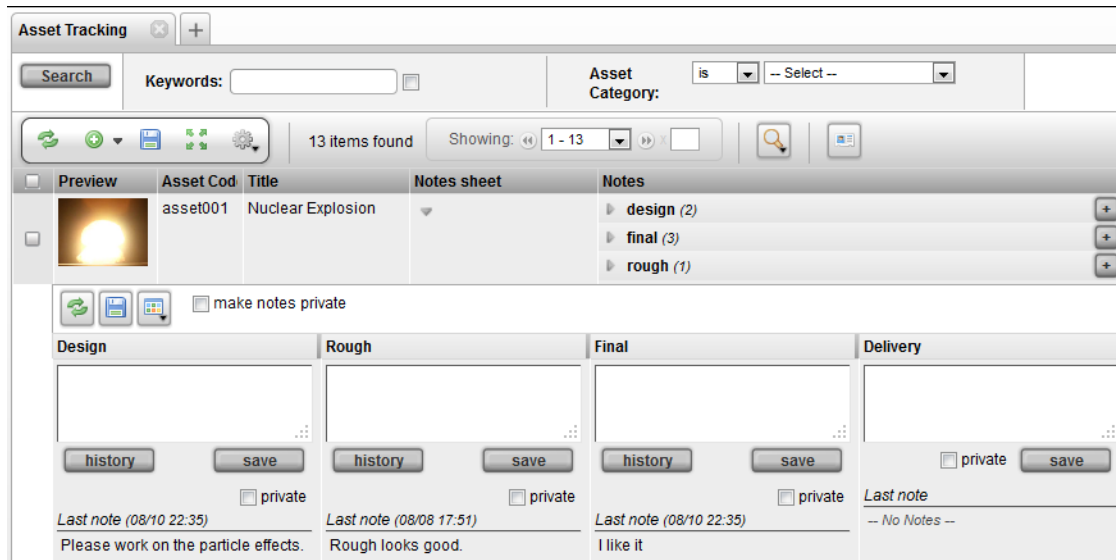 Asset Tracking
Search
Keywords:
Asset Category:
is
-- Select --
13 items found
Showing:
1 - 13
x
Preview Asset Cod Title Notes sheet Notes
asset001 Nuclear Explosion
design (2)
+
final (3)
+
rough (1)
+
make notes private
Design Rough Final Delivery
history save history save history save private save
private private private Last note
Last note (08/10 22:35) Last note (08/08 17:51) Last note (08/10 22:35) -- No Notes --
Please work on the particle effects. Rough looks good. I like it